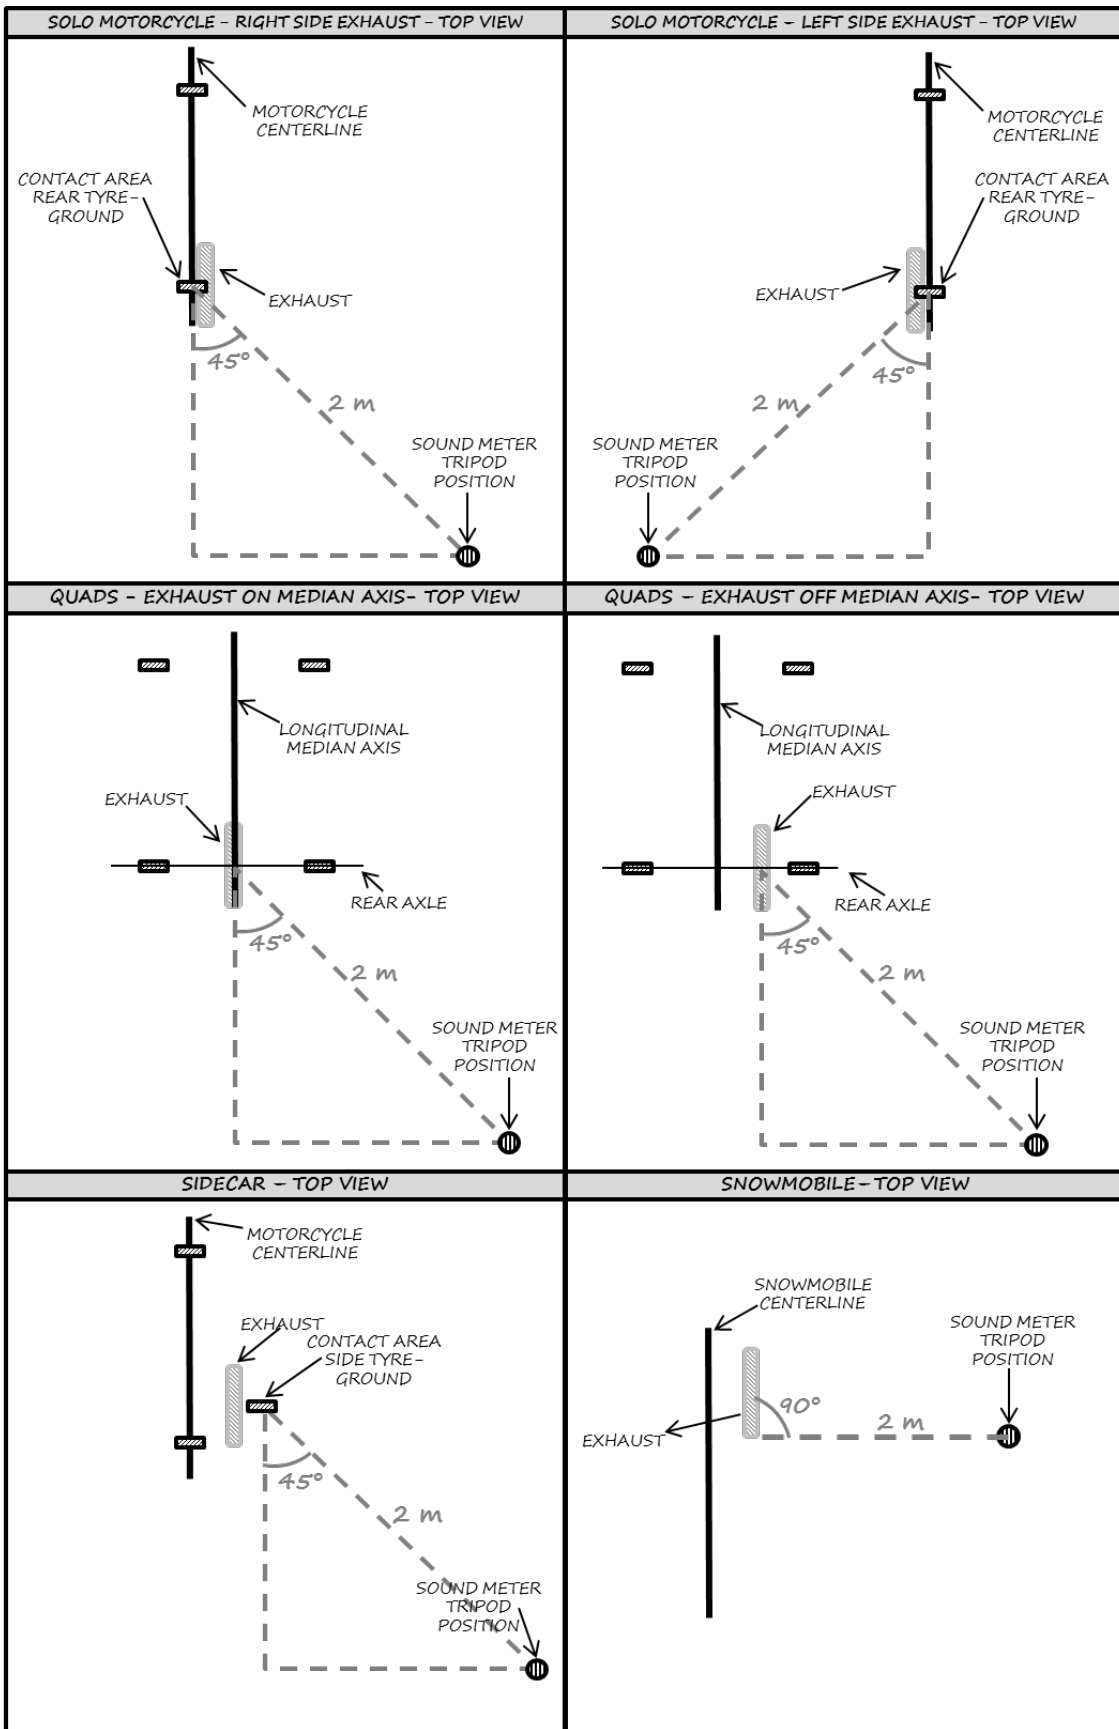 SOLO MOTORCYCLE - RIGHT SIDE EXHAUST - TOP VIEW
MOTORCYCLE
CENTERLINE
CONTACT AREA
REAR TYRE-
GROUND
EXHAUST
45°
2 m
SOUND METER
TRIPOD
POSITION
SOLO MOTORCYCLE - LEFT SIDE EXHAUST - TOP VIEW
MOTORCYCLE
CENTERLINE
CONTACT AREA
REAR TYRE-
GROUND
EXHAUST
45°
2 m
SOUND METER
TRIPOD
POSITION
QUADS - EXHAUST ON MEDIAN AXIS- TOP VIEW
LONGITUDINAL
MEDIAN AXIS
EXHAUST
REAR AXLE
45°
2 m
SOUND METER
TRIPOD
POSITION
QUADS - EXHAUST OFF MEDIAN AXIS- TOP VIEW
LONGITUDINAL
MEDIAN AXIS
EXHAUST
REAR AXLE
45°
2 m
SOUND METER
TRIPOD
POSITION
SIDECAR - TOP VIEW
MOTORCYCLE
CENTERLINE
EXHAUST
CONTACT AREA
SIDE TYRE-
GROUND
45°
2 m
SOUND METER
TRIPOD
POSITION
SNOWMOBILE-TOP VIEW
SNOWMOBILE
CENTERLINE
SOUND METER
TRIPOD
POSITION
90°
2 m
EXHAUST